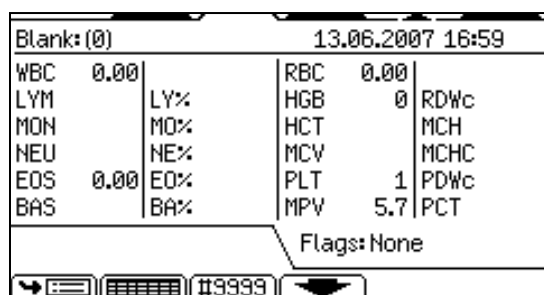 Blank:(0) 13.06.2007 16:59
WBC 0.00 RBC 0.00
LYM LY% HGB 0 RDWc
MON MO% HCT MCH
NEU NE% MCV MCHC
EOS 0.00 EO% PLT 1 PDWc
BAS BA% MPV 5.7 PCT
Flags: None
#9999